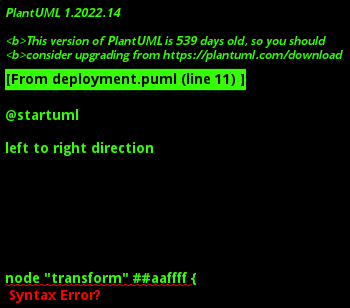 PlantUML 1.2022.14
<b>This version of PlantUML is 539 days old, so you should
<b>consider upgrading from https://plantuml.com/download
[From deployment.puml (line 11) ]
@startuml
left to right direction
node "transform" ##aaffff {
Syntax Error?